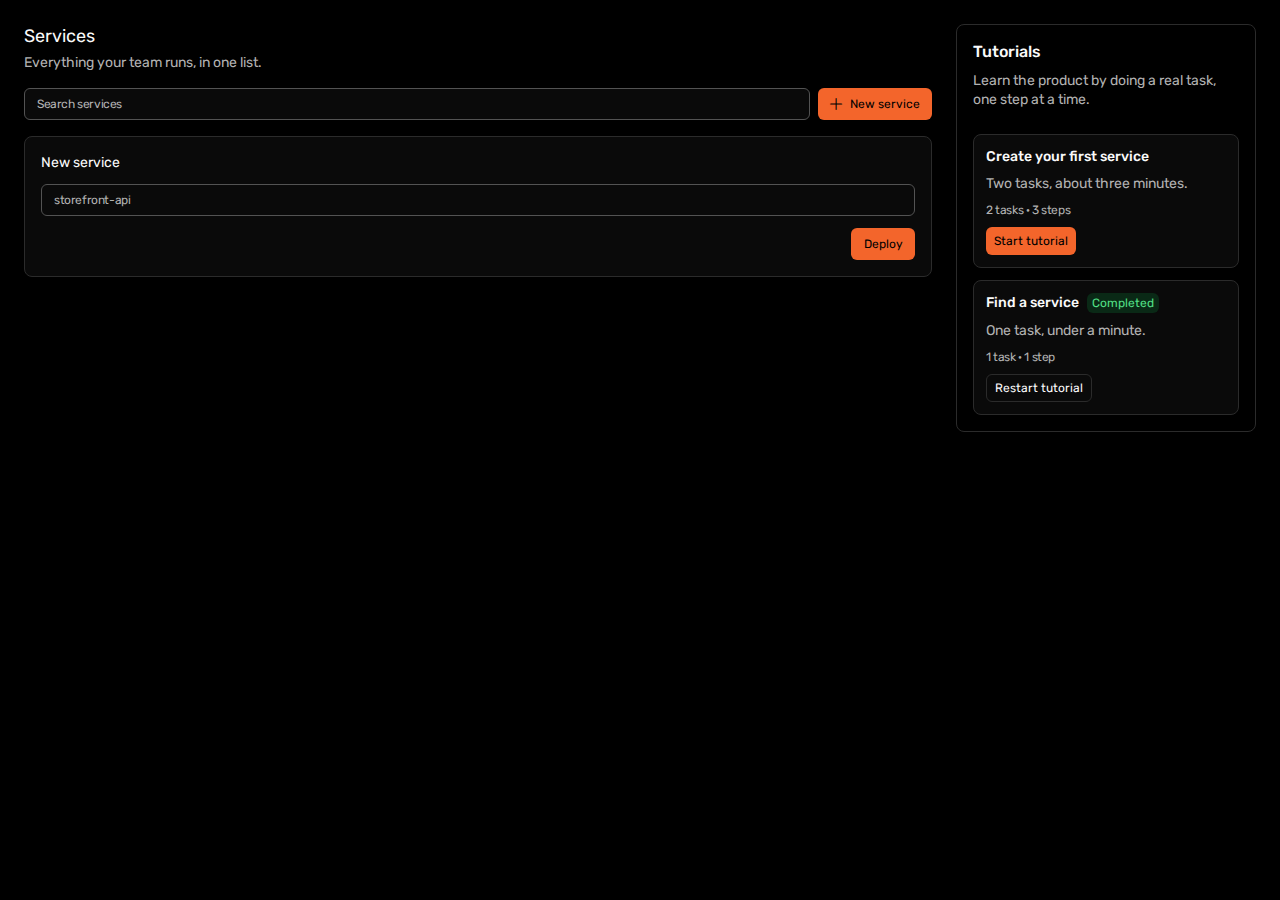 Services
Everything your team runs, in one list.
Search services
New service
New service
storefront-api
Deploy
Tutorials
Learn the product by doing a real task,
one step at a time.
Create your first service
Two tasks, about three minutes.
2 tasks • 3 steps
Start tutorial
Find a service Completed
One task, under a minute.
1 task • 1 step
Restart tutorial